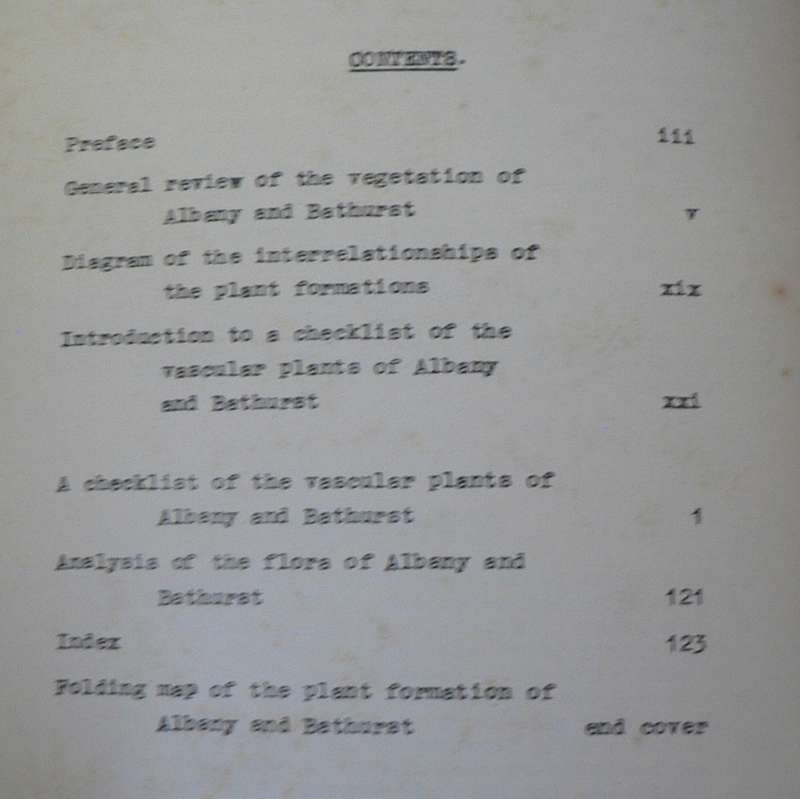 CONTENTS.
Preface iii
General review of the vegetation of
Albany and Bathurst v
Diagram of the interrelationships of
the plant formations xix
Introduction to a checklist of the
vascular plants of Albany
and Bathurst xxi
A checklist of the vascular plants of
Albany and Bathurst 1
Analysis of the flora of Albany and
Bathurst 121
Index 123
Folding map of the plant formation of
Albany and Bathurst end cover